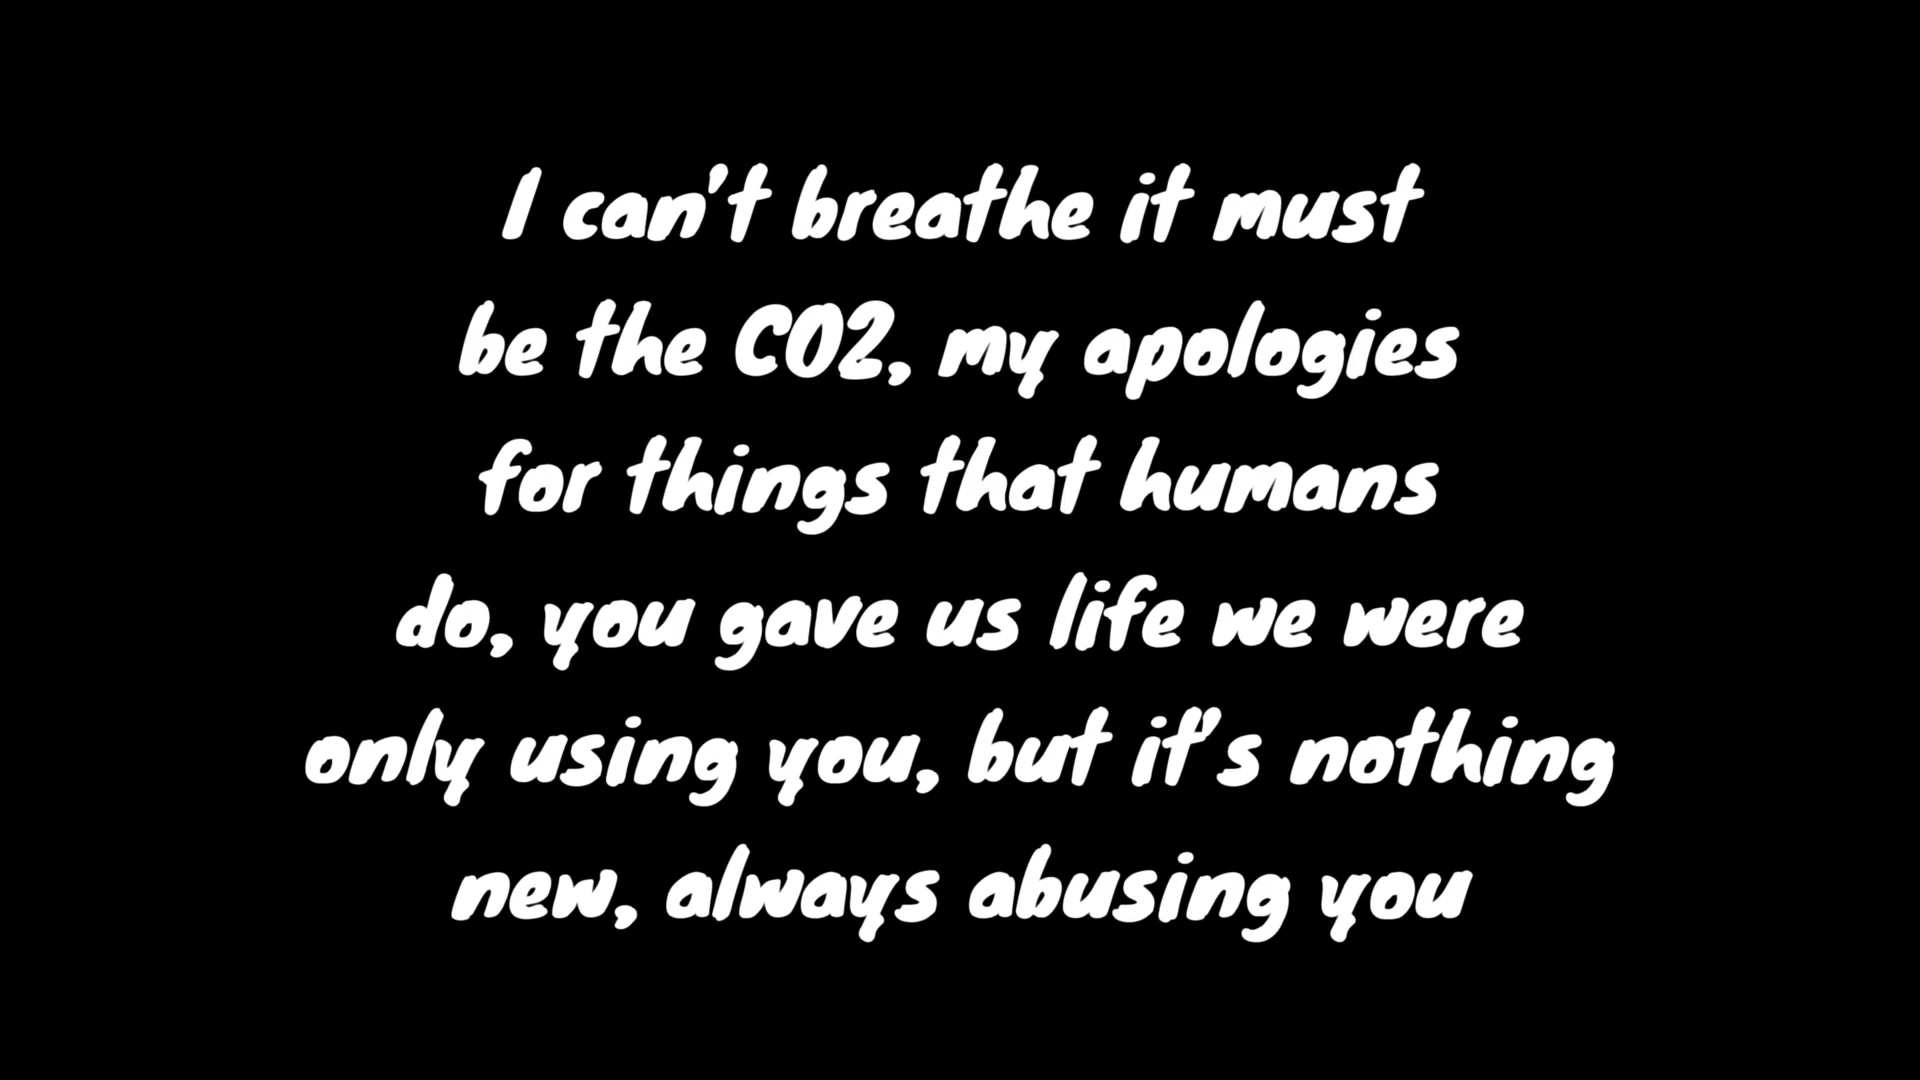 I can't breathe it must
be the CO2, my apologies
for things that humans
do, you gave us life we were
only using you, but it's nothing
new, always abusing you